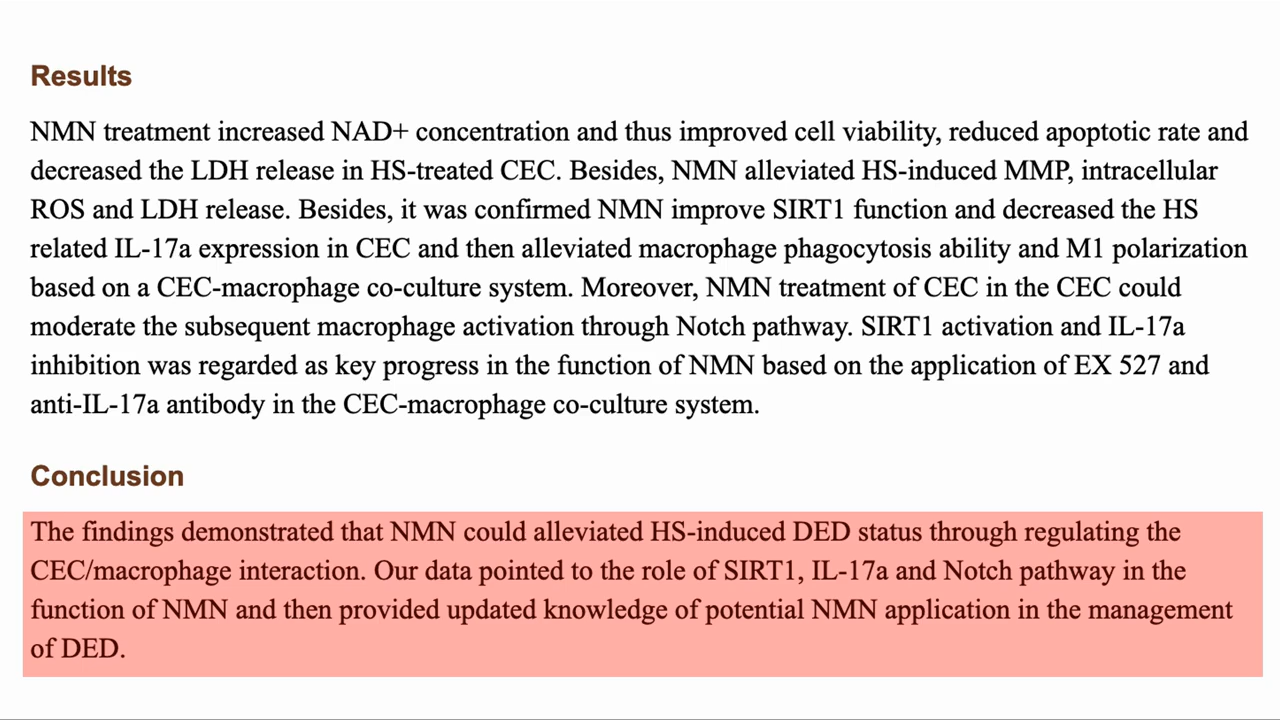 Results
NMN treatment increased NAD+ concentration and thus improved cell viability, reduced apoptotic rate and
decreased the LDH release in HS-treated CEC. Besides, NMN alleviated HS-induced MMP, intracellular
ROS and LDH release. Besides, it was confirmed NMN improve SIRT1 function and decreased the HS
related IL-17a expression in CEC and then alleviated macrophage phagocytosis ability and M1 polarization
based on a CEC-macrophage co-culture system. Moreover, NMN treatment of CEC in the CEC could
moderate the subsequent macrophage activation through Notch pathway. SIRT1 activation and IL-17a
inhibition was regarded as key progress in the function of NMN based on the application of EX 527 and
anti-IL-17a antibody in the CEC-macrophage co-culture system.
Conclusion
The findings demonstrated that NMN could alleviated HS-induced DED status through regulating the
CEC/macrophage interaction. Our data pointed to the role of SIRT1, IL-17a and Notch pathway in the
function of NMN and then provided updated knowledge of potential NMN application in the management
of DED.